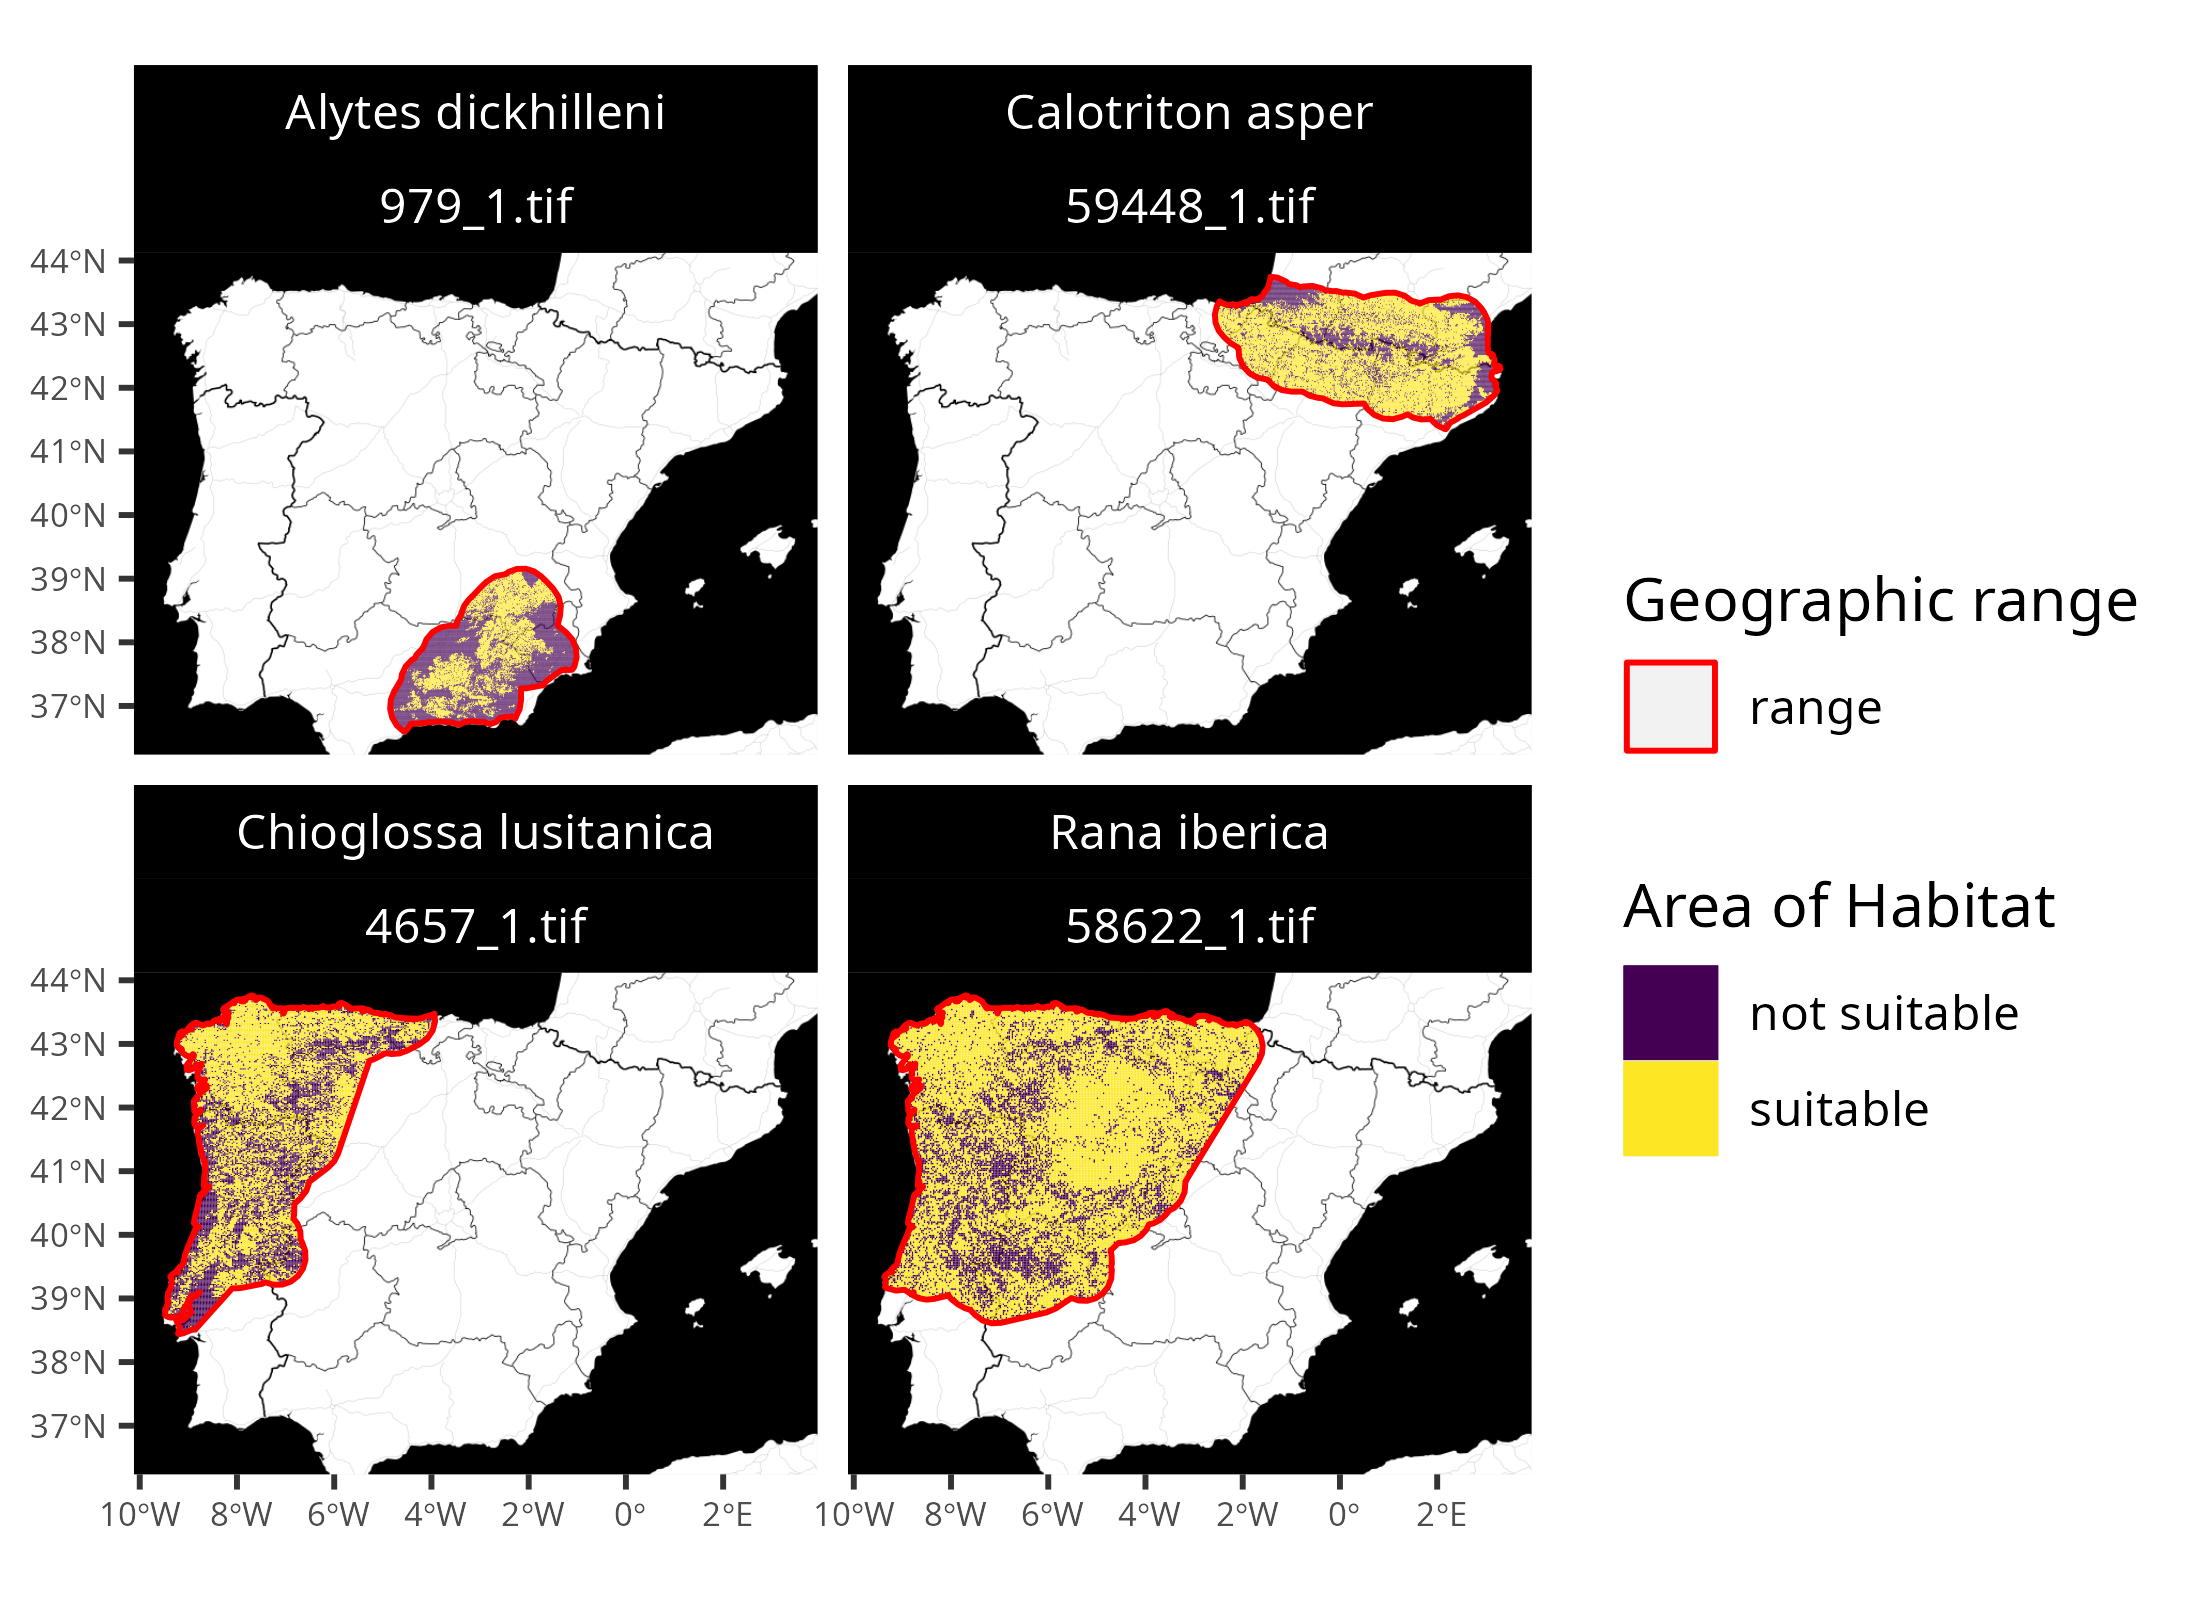 Alytes dickhilleni
979_1.tif
Calotriton asper
59448_1.tif
44°N
43°N
42°N
41°N
40°N
39°N
38°N
37°N
Chioglossa lusitanica
4657_1.tif
Rana iberica
58622_1.tif
44°N
43°N
42°N
41°N
40°N
39°N
38°N
37°N
10°W 8°W 6°W 4°W 2°W 0° 2°E
10°W 8°W 6°W 4°W 2°W 0° 2°E
Geographic range
range
Area of Habitat
not suitable
suitable